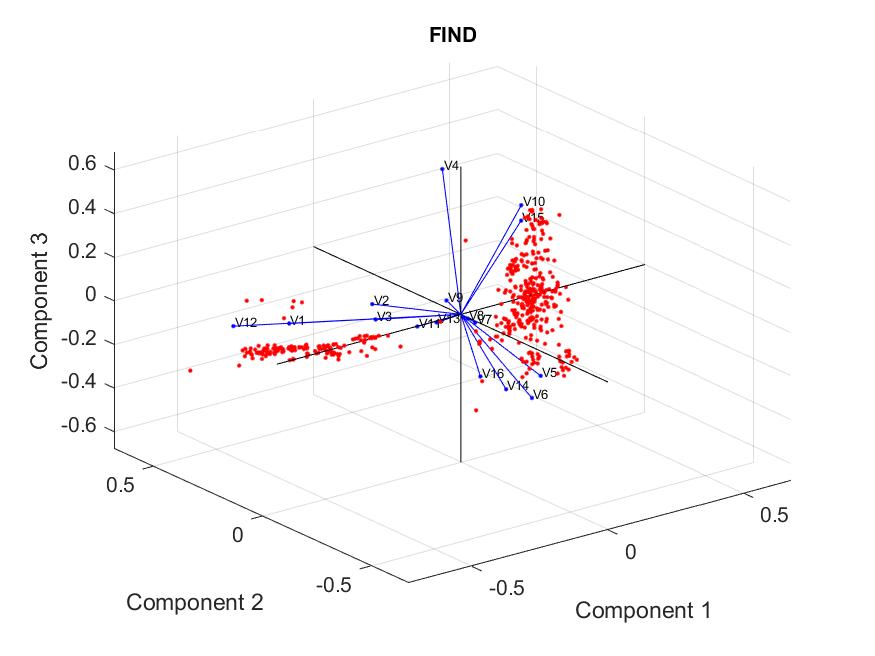 FIND
0.6
0.4
0.2
0
-0.2
-0.4
-0.6
Component 3
V4
V10
V15
V9
V2
V3
V12
V1
V11
V13
V8
V7
V16
V14
V5
V6
0.5
0
-0.5
Component 2
-0.5
0
0.5
Component 1